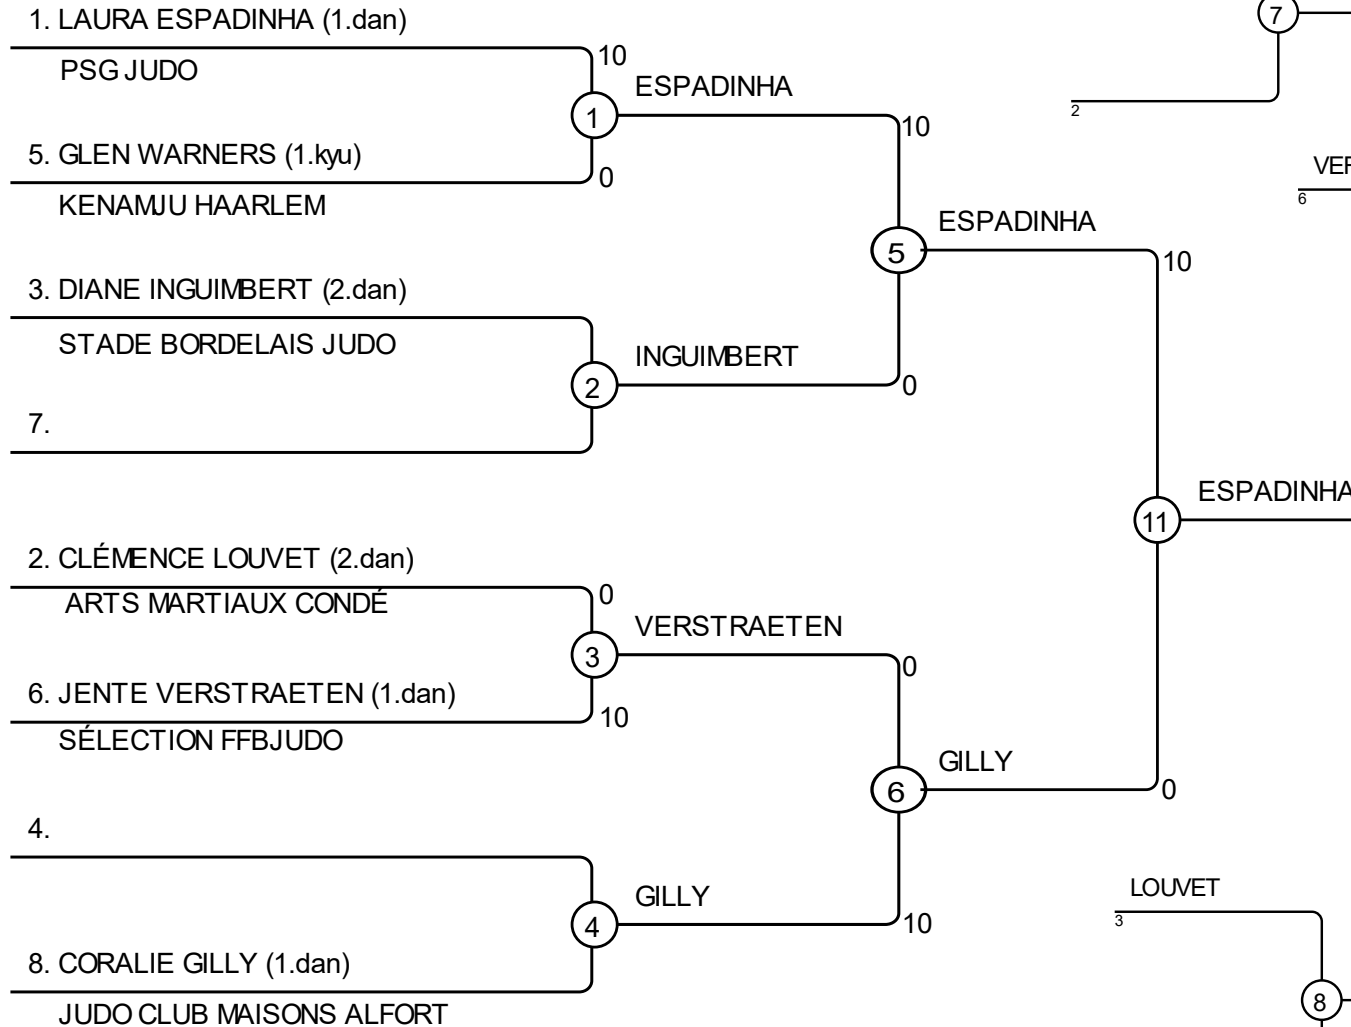 1. LAURA ESPADINHA (1.dan)
PSG JUDO
10
1
ESPADINHA
5. GLEN WARNERS (1.kyu)
0
KENAMJU HAARLEM
10
5
ESPADINHA
3. DIANE INGUIMBERT (2.dan)
STADE BORDELAIS JUDO
2
INGUIMBERT
0
7.
10
11
ESPADINHA
2. CLÉMENCE LOUVET (2.dan)
ARTS MARTIAUX CONDÉ
0
3
VERSTRAETEN
6. JENTE VERSTRAETEN (1.dan)
10
SÉLECTION FFBJUDO
0
6
GILLY
0
4.
4
GILLY
10
8. CORALIE GILLY (1.dan)
JUDO CLUB MAISONS ALFORT
7
2
6
LOUVET
3
8